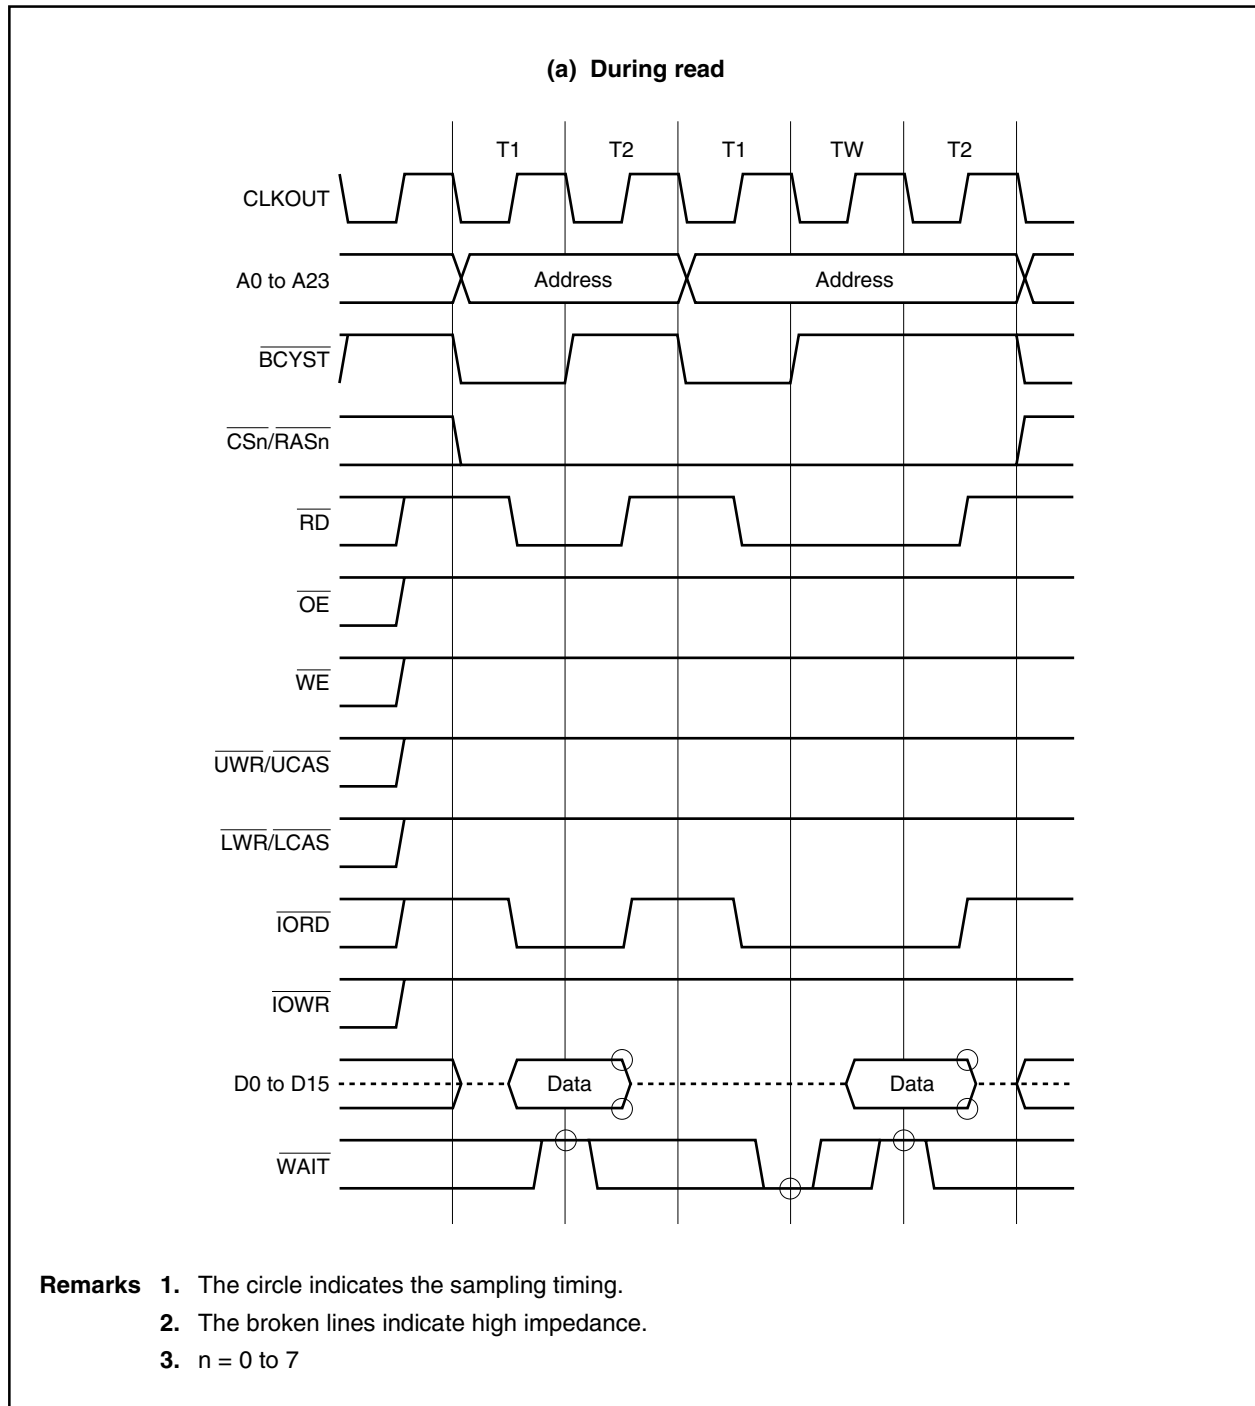 (a) During read
T1 T2 T1 TW T2
CLKOUT
A0 to A23 Address Address
BCYST
CSn/RASn
RD
OE
WE
UWR/UCAS
LWR/LCAS
IORD
IOWR
D0 to D15 Data Data
WAIT
Remarks 1. The circle indicates the sampling timing.
2. The broken lines indicate high impedance.
3. n = 0 to 7